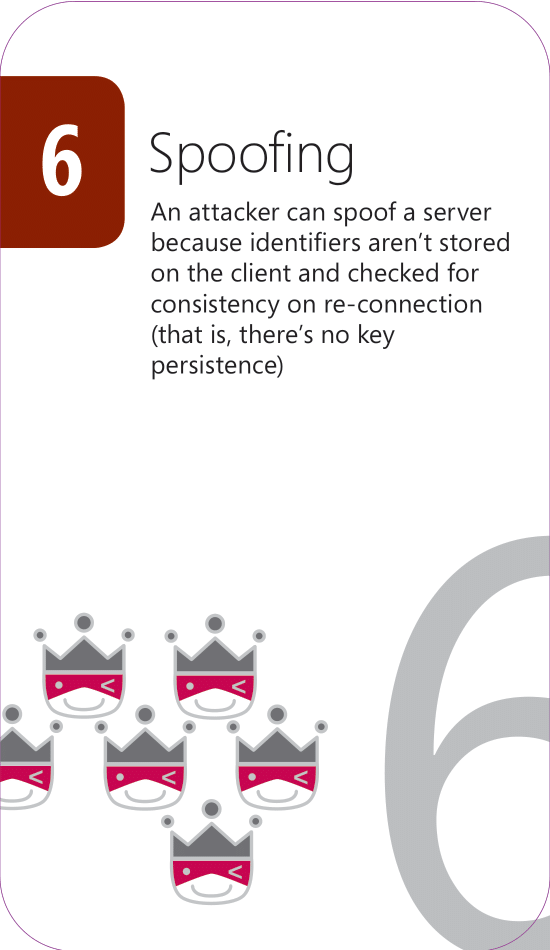 6
Spoofing
An attacker can spoof a server
because identifiers aren’t stored
on the client and checked for
consistency on re-connection
(that is, there’s no key
persistence)
6